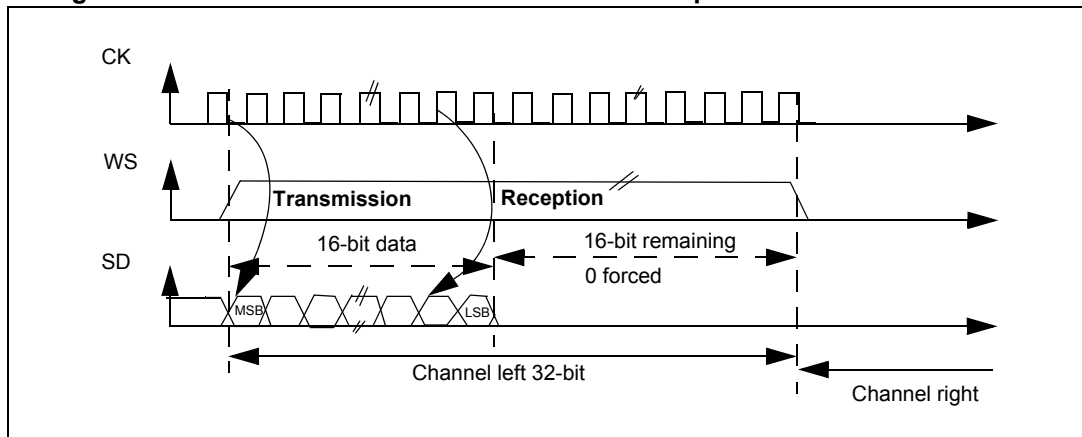 CK
WS
Transmission Reception
16-bit data 16-bit remaining
SD 0 forced
MSB LSB
Channel left 32-bit
Channel right